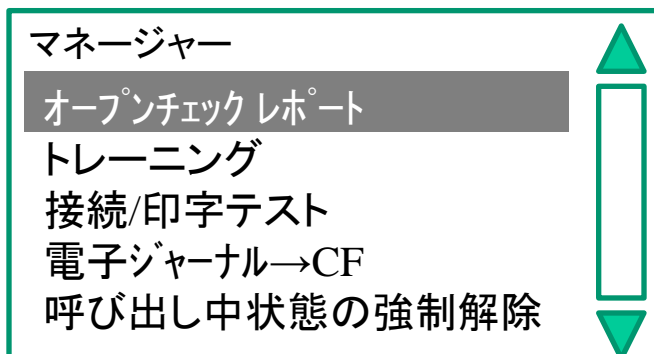 マネージャー
オープンチェック レポート
トレーニング
接続/印字テスト
電子ジャーナル→CF
呼び出し中状態の強制解除